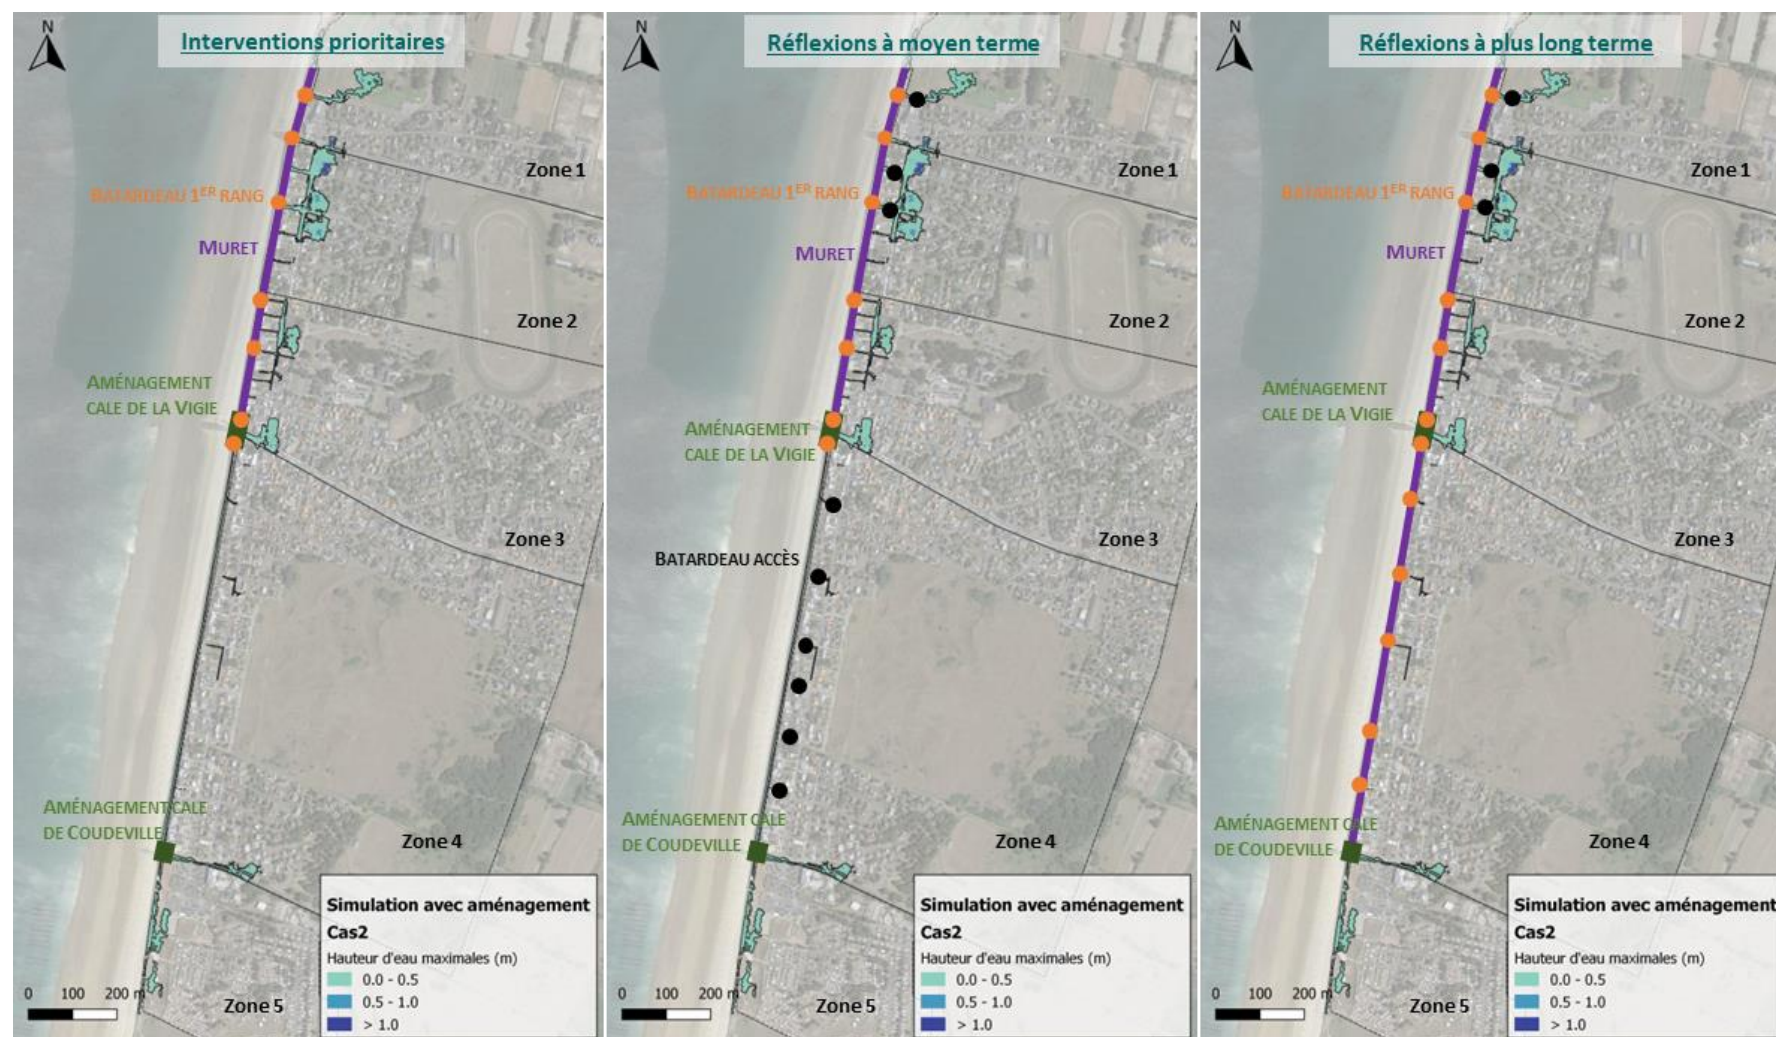 Interventions prioritaires
N
Zone 1
BATARDEAU 1ER RANG
MURET
Zone 2
AMÉNAGEMENT
CALE DE LA VIGIE
Zone 3
AMÉNAGEMENT CALE
DE COUDEVILLE
Zone 4
Simulation avec aménagement
Cas2
Hauteur d'eau maximales (m)
0.0 - 0.5
0.5 - 1.0
> 1.0
0 100 200 m
Zone 5
Réflexions à moyen terme
N
Zone 1
BATARDEAU 1ER RANG
MURET
Zone 2
AMÉNAGEMENT
CALE DE LA VIGIE
Zone 3
BATARDEAU ACCÈS
AMÉNAGEMENT CALE
DE COUDEVILLE
Zone 4
Simulation avec aménagement
Cas2
Hauteur d'eau maximales (m)
0.0 - 0.5
0.5 - 1.0
> 1.0
0 100 200 m
Zone 5
Réflexions à plus long terme
N
Zone 1
BATARDEAU 1ER RANG
MURET
Zone 2
AMÉNAGEMENT
CALE DE LA VIGIE
Zone 3
AMÉNAGEMENT CALE
DE COUDEVILLE
Zone 4
Simulation avec aménagement
Cas2
Hauteur d'eau maximales (m)
0.0 - 0.5
0.5 - 1.0
> 1.0
0 100 200 m
Zone 5